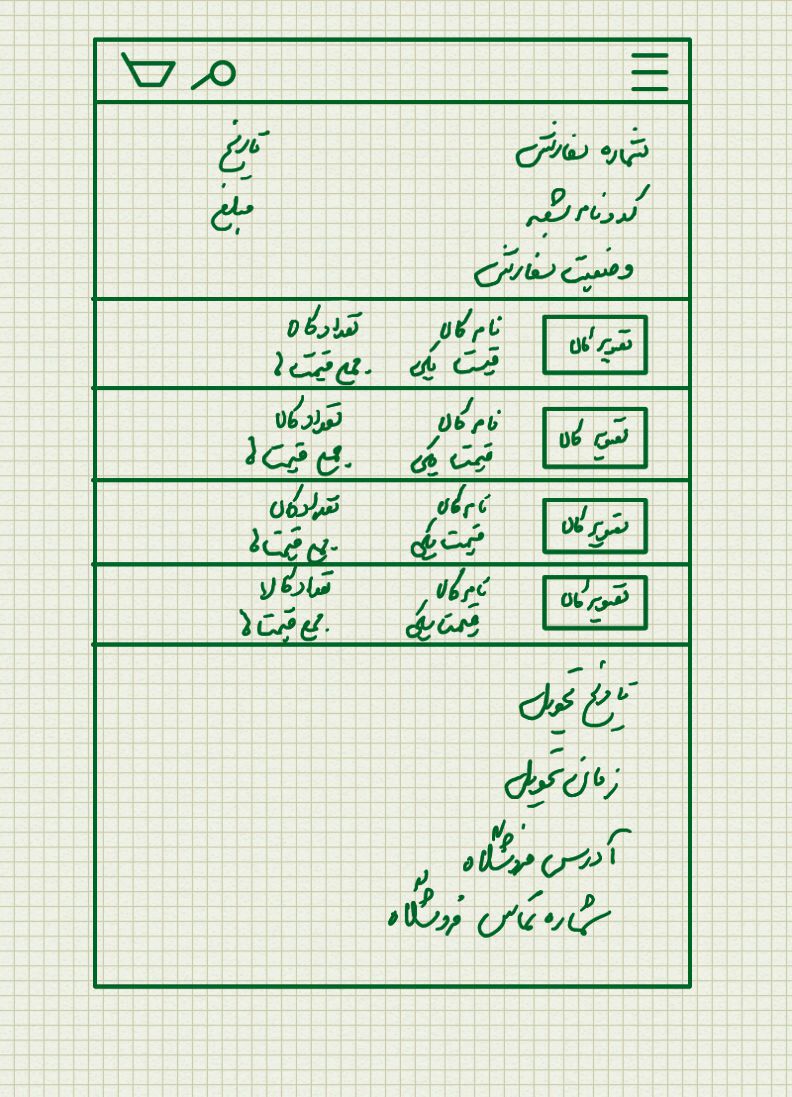 شماره سفارش
تاریخ
کد و نام شعبه
مبلغ
وضعیت سفارش
تصویر کالا
نام کالا
تعداد کالا
قیمت یکی
جمع قیمت ها
تصویر کالا
نام کالا
تعداد کالا
قیمت یکی
جمع قیمت ها
تصویر کالا
نام کالا
تعداد کالا
قیمت یکی
جمع قیمت ها
تصویر کالا
نام کالا
تعداد کالا
قیمت یکی
جمع قیمت ها
تاریخ تحویل
زمان تحویل
آدرس فروشگاه
شماره تماس فروشگاه